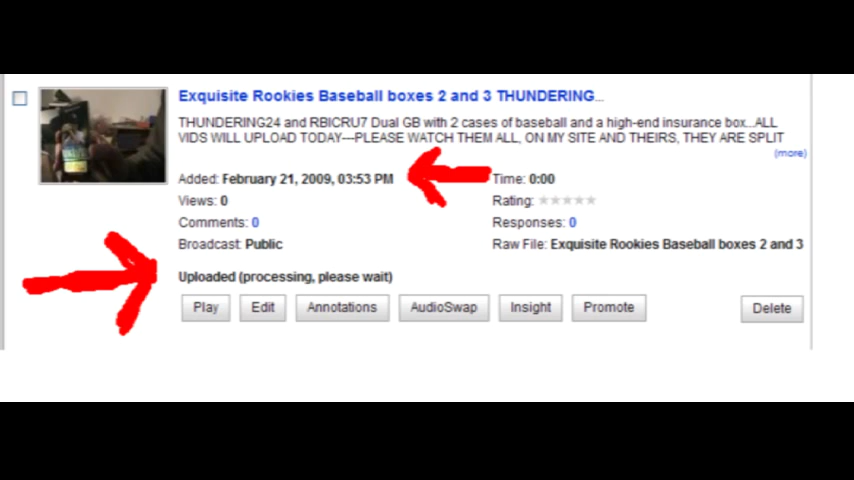 Exquisite Rookies Baseball boxes 2 and 3 THUNDERING...
THUNDERING24 and RBICRU7 Dual GB with 2 cases of baseball and a high-end insurance box...ALL
VIDS WILL UPLOAD TODAY---PLEASE WATCH THEM ALL, ON MY SITE AND THEIRS, THEY ARE SPLIT
(more)
Added: February 21, 2009, 03:53 PM Time: 0:00
Views: 0 Rating:
Comments: 0 Responses: 0
Broadcast: Public Raw File: Exquisite Rookies Baseball boxes 2 and 3
Uploaded (processing, please wait)
Play Edit Annotations AudioSwap Insight Promote Delete